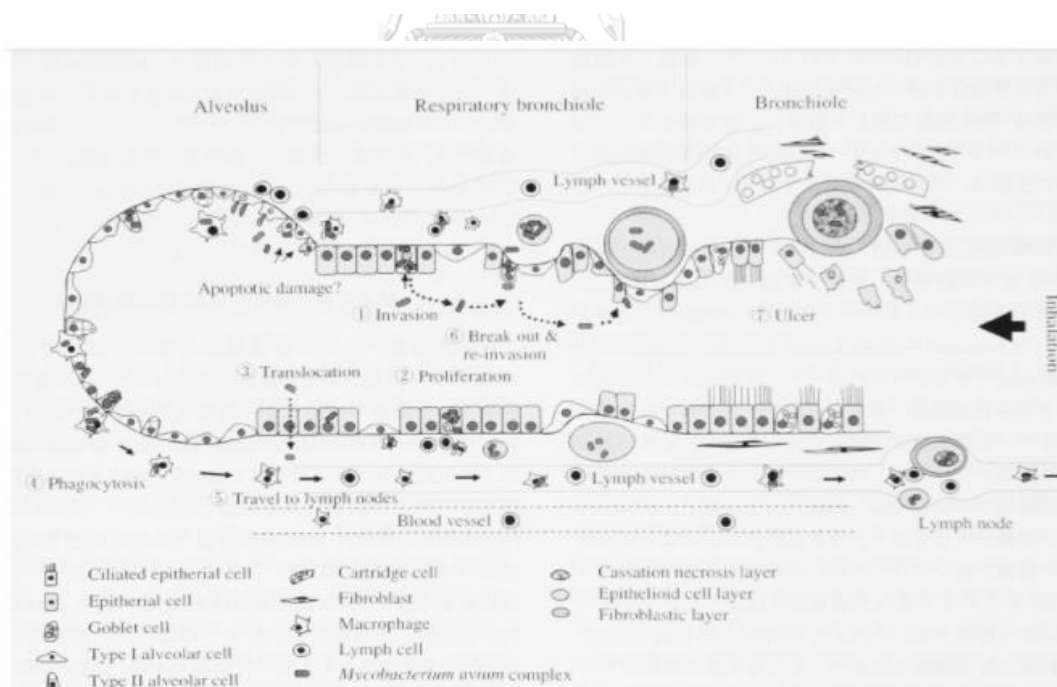 Alveolus
Respiratory bronchiole
Bronchiole
Lymph vessel
Apoptotic damage?
① Invasion
⑥ Break out &
re-invasion
⑦ Ulcer
Inhalation
③ Translocation
② Proliferation
④ Phagocytosis
Lymph vessel
⑤ Travel to lymph nodes
Blood vessel
Lymph node
Ciliated epitherial cell
Epitherial cell
Goblet cell
Type I alveolar cell
Type II alveolar cell
Cartridge cell
Fibroblast
Macrophage
Lymph cell
Mycobacterium avium complex
Cassation necrosis layer
Epithelioid cell layer
Fibroblastic layer